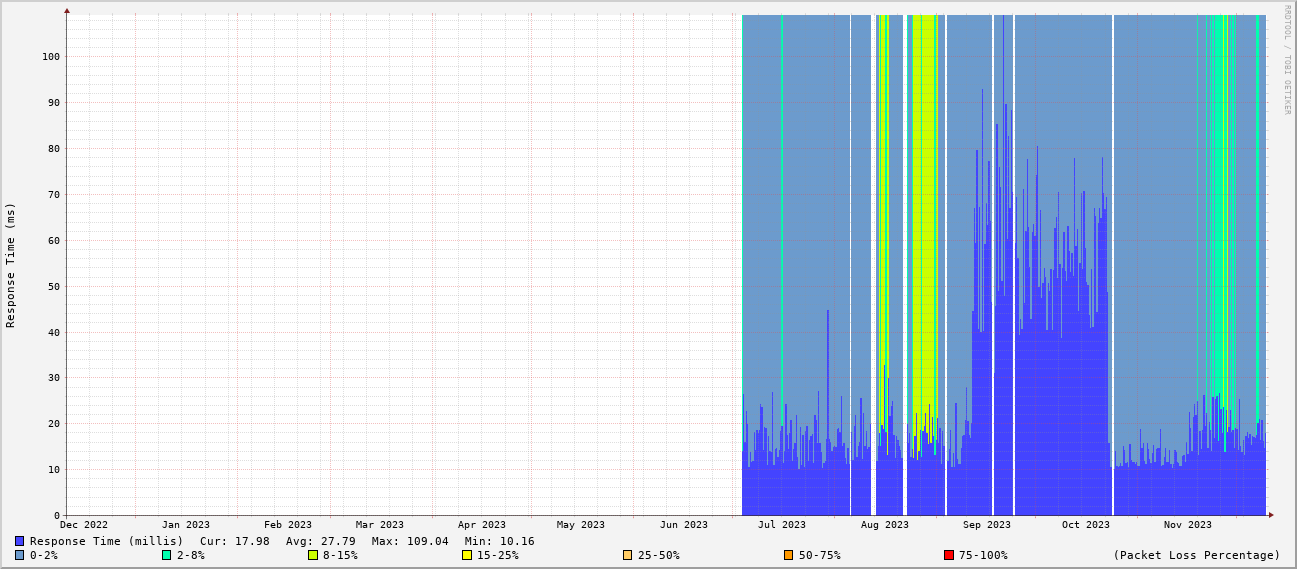 RRDTOOL / TOBI OETIKER
Response Time (ms)
100
90
80
70
60
50
40
30
20
10
0
Dec 2022 Jan 2023 Feb 2023 Mar 2023 Apr 2023 May 2023 Jun 2023 Jul 2023 Aug 2023 Sep 2023 Oct 2023 Nov 2023
Response Time (millis) Cur: 17.98 Avg: 27.79 Max: 109.04 Min: 10.16
0-2% 2-8% 8-15% 15-25% 25-50% 50-75% 75-100% (Packet Loss Percentage)